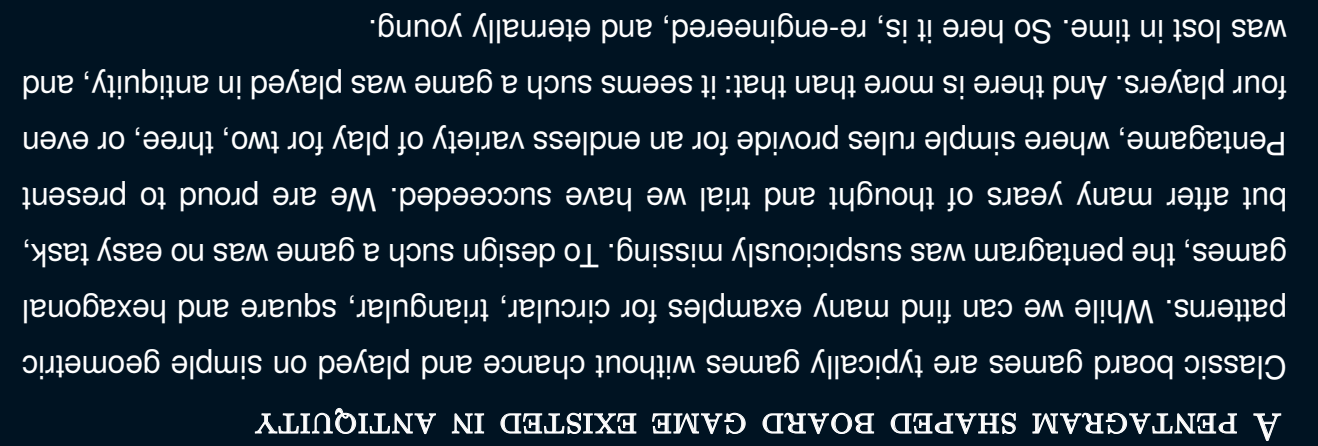 A PENTAGRAM SHAPED BOARD GAME EXISTED IN ANTIQUITY
Classic board games are typically games without chance and played on simple geometric
patterns. While we can find many examples for circular, triangular, square and hexagonal
games, the pentagram was suspiciously missing. To design such a game was no easy task,
but after many years of thought and trial we have succeeded. We are proud to present
Pentagame, where simple rules provide for an endless variety of play for two, three, or even
four players. And there is more than that: it seems such a game was played in antiquity, and
was lost in time. So here it is, re-engineered, and eternally young.